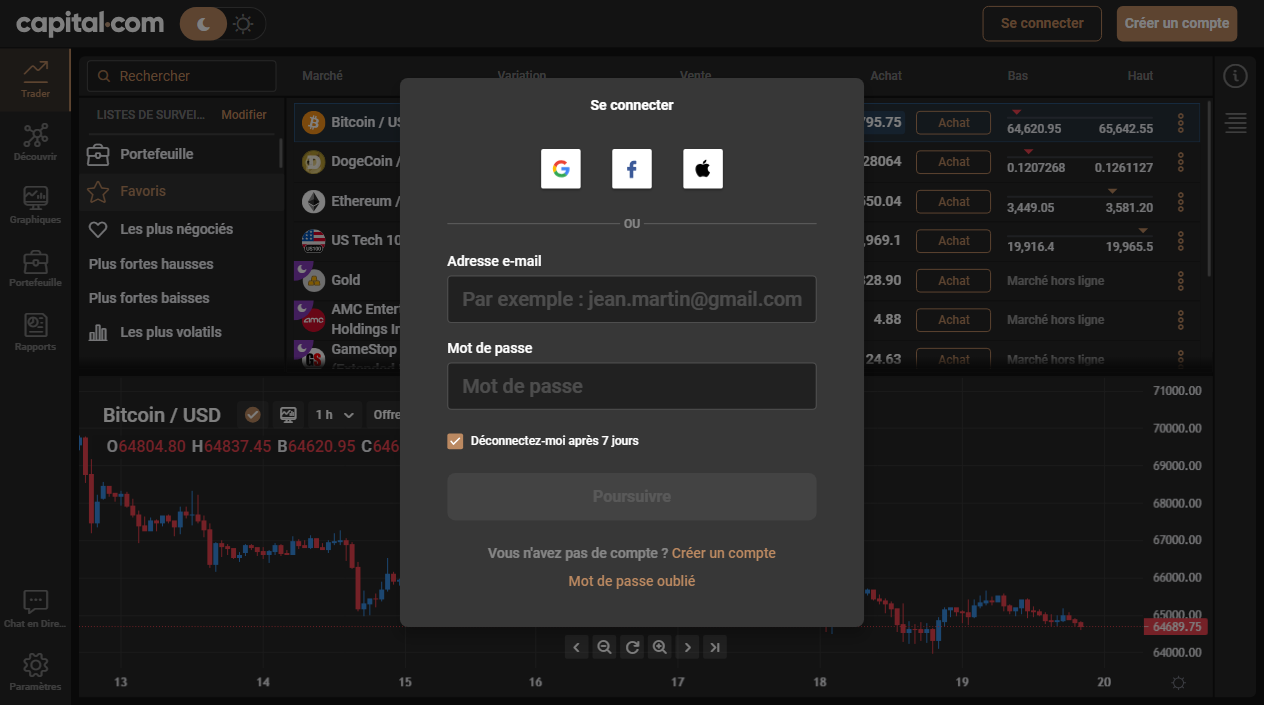 capital.com
Se connecter
Créer un compte
Trader
Découvrir
Graphiques
Portefeuille
Rapports
Chat en Dire...
Paramètres
Rechercher
LISTES DE SURVEI... Modifier
Portefeuille
Favoris
Les plus négociés
Plus fortes hausses
Plus fortes baisses
Les plus volatils
Marché Variation Vente Achat Bas Haut
Bitcoin / US 795.75 Achat 64,620.95 65,642.55
DogeCoin / 28064 Achat 0.1207268 0.1261127
Ethereum / 50.04 Achat 3,449.05 3,581.20
US Tech 10 ,969.1 Achat 19,916.4 19,965.5
Gold 28.90 Achat Marché hors ligne
AMC Entert
Holdings In 4.88 Achat Marché hors ligne
GameStop 24.63 Achat Marché hors ligne
(Extended
Se connecter
OU
Adresse e-mail
Par exemple : jean.martin@gmail.com
Mot de passe
Mot de passe
Déconnectez-moi après 7 jours
Poursuivre
Vous n'avez pas de compte ? Créer un compte
Mot de passe oublié
Bitcoin / USD 1 h Offre
O64804.80 H64837.45 B64620.95 C646
71000.00
70000.00
69000.00
68000.00
67000.00
66000.00
65000.00
64689.75
64000.00
13 14 15 16 17 18 19 20